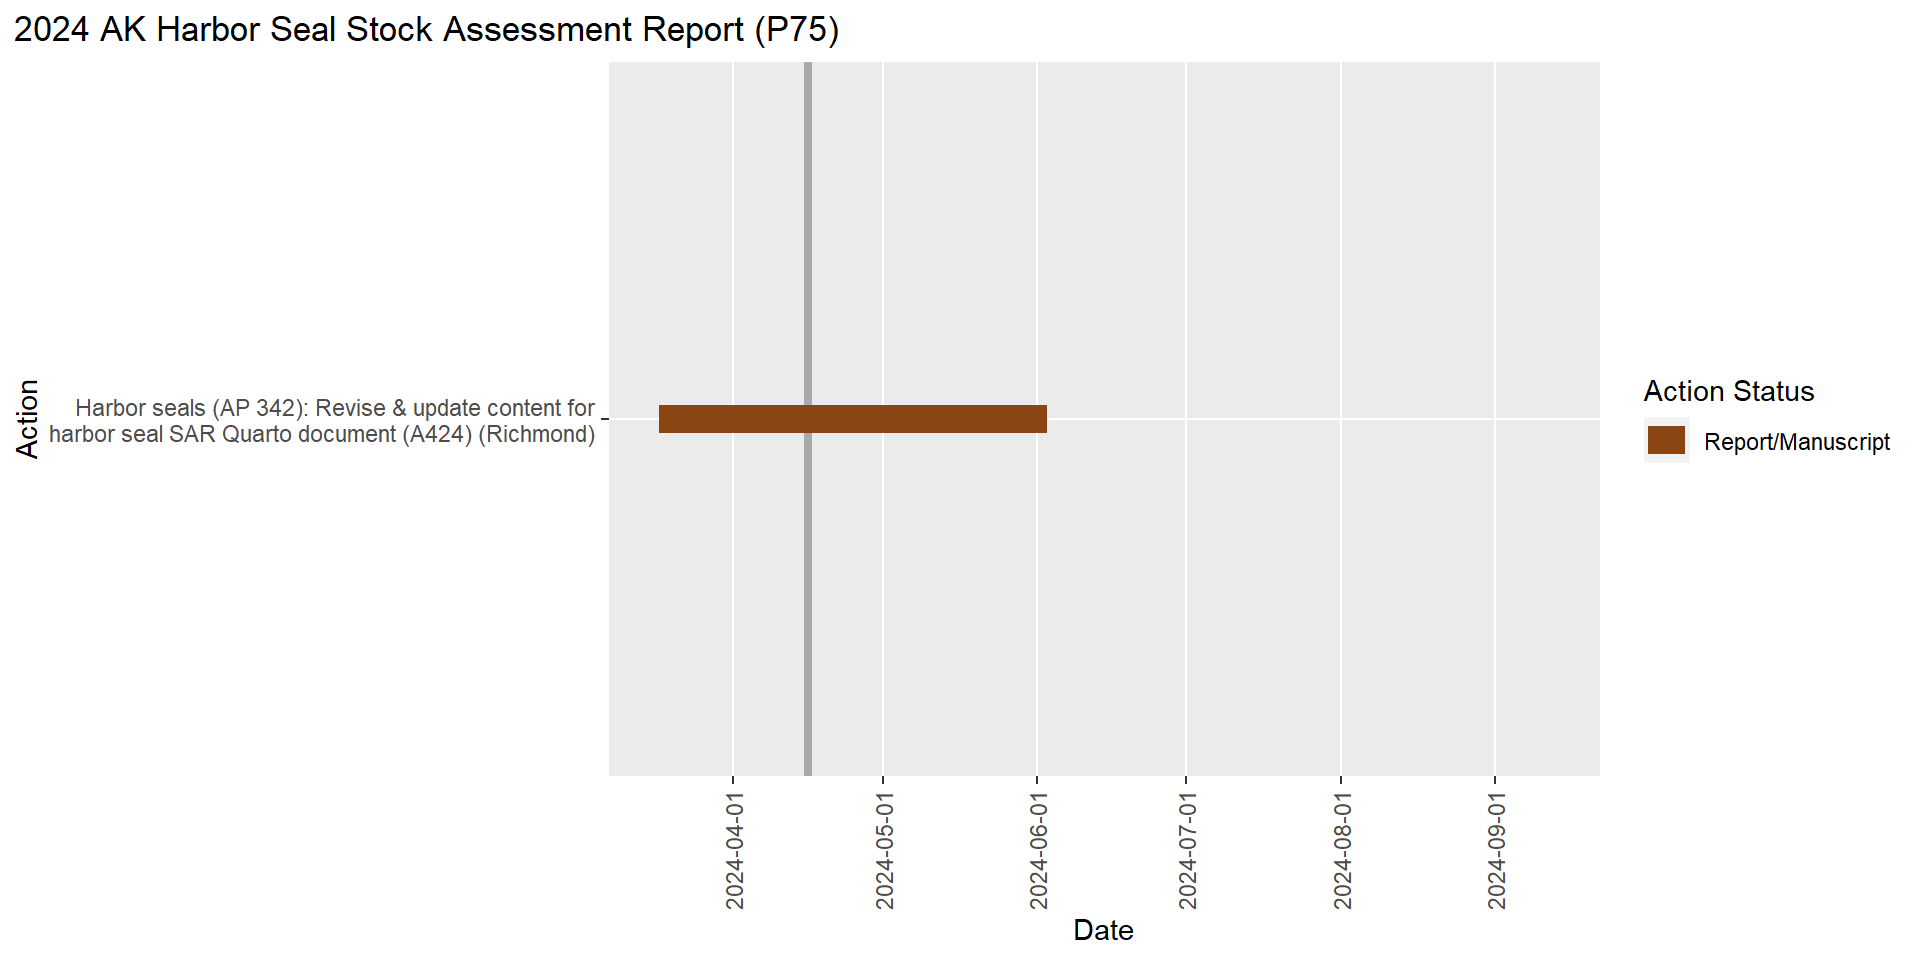 2024 AK Harbor Seal Stock Assessment Report (P75)
Action
Harbor seals (AP 342): Revise & update content for
harbor seal SAR Quarto document (A424) (Richmond)
Action Status
Report/Manuscript
2024-04-01
2024-05-01
2024-06-01
2024-07-01
2024-08-01
2024-09-01
Date